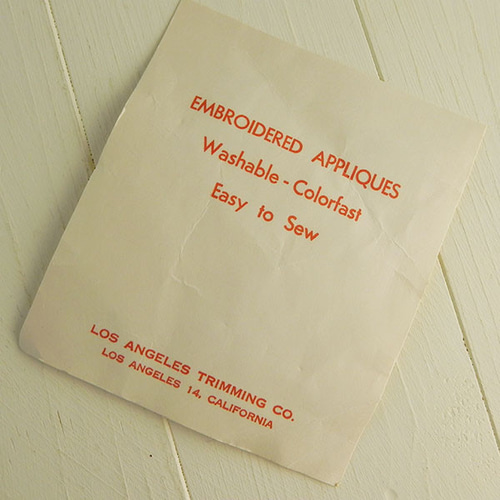 EMBROIDERED APPLIQUES
Washable - Colorfast
Easy to Sew
LOS ANGELES TRIMMING CO.
LOS ANGELES 14, CALIFORNIA